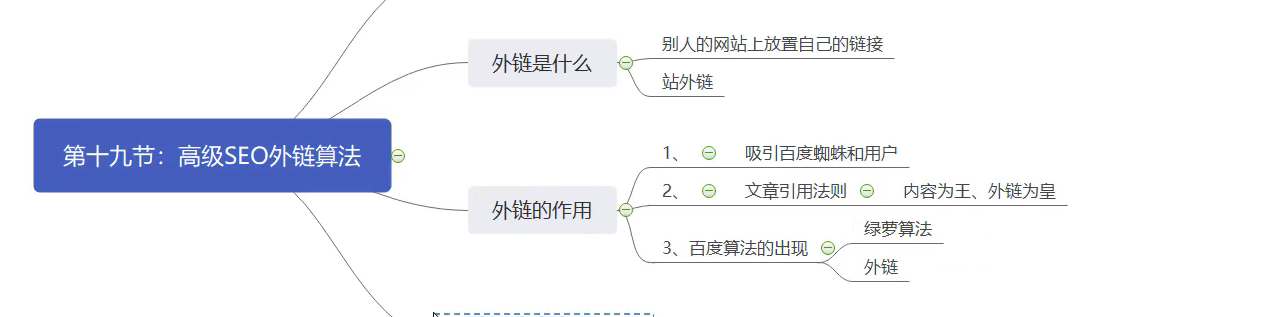 别人的网站上放置自己的链接
外链是什么
站外链
第十九节：高级SEO外链算法
1、 吸引百度蜘蛛和用户
2、 文章引用法则 内容为王、外链为皇
外链的作用
绿萝算法
3、百度算法的出现
外链